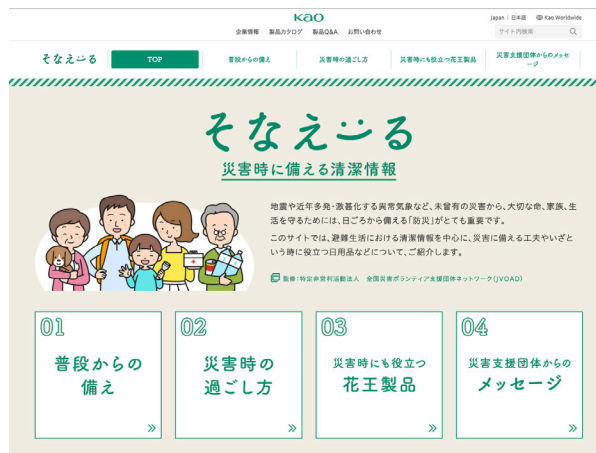 Kao
Japan | 日本語 Kao Worldwide
企業情報 製品カタログ 製品Q&A お問い合わせ
サイト内検索
そなえーる
TOP
普段からの備え
災害時の過ごし方
災害時にも役立つ花王製品
災害支援団体からのメッセ
ージ
そなえーる
災害時に備える清潔情報
地震や近年多発・激甚化する異常気象など、未曾有の災害から、大切な命、家族、生
活を守るためには、日ごろから備える「防災」がとても重要です。
このサイトでは、避難生活における清潔情報を中心に、災害に備える工夫やいざと
いう時に役立つ日用品などについて、ご紹介します。
監修：特定非営利活動法人 全国災害ボランティア支援団体ネットワーク(JVOAD)
01
普段からの
備え
02
災害時の
過ごし方
03
災害時にも役立つ
花王製品
04
災害支援団体からの
メッセージ